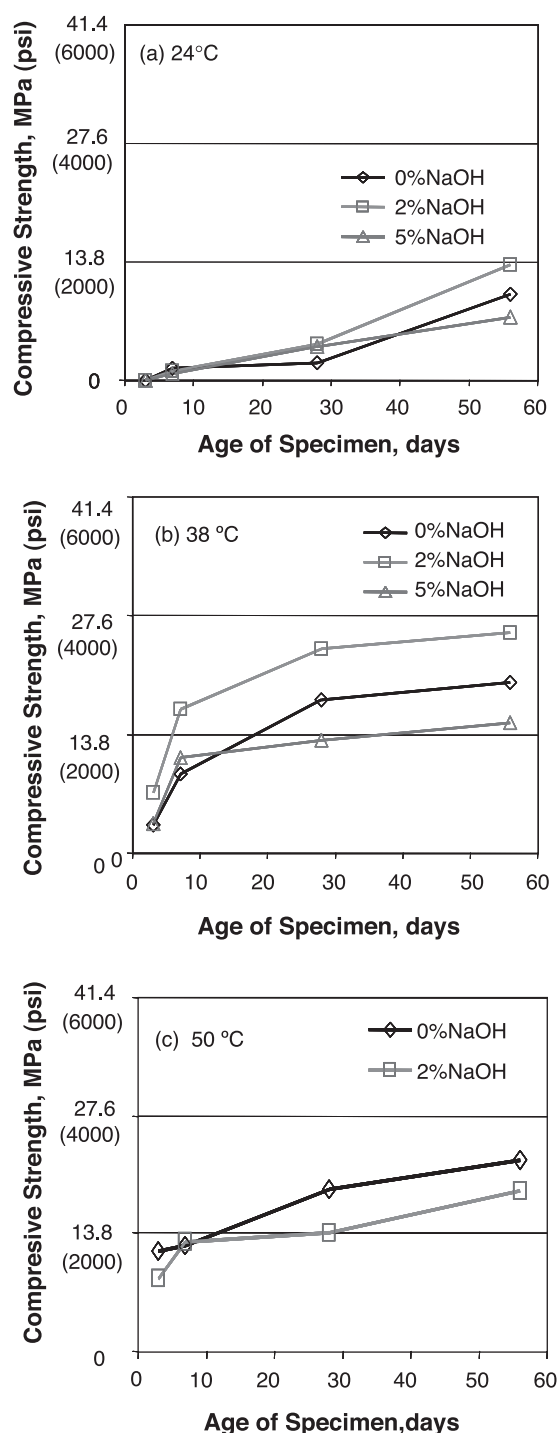 41.4
(6000)
(a) 24°C
27.6
(4000)
0%NaOH
2%NaOH
5%NaOH
13.8
(2000)
0
Compressive Strength, MPa (psi)
0 10 20 30 40 50 60
Age of Specimen, days
41.4
(6000)
(b) 38 ºC
0%NaOH
2%NaOH
5%NaOH
27.6
(4000)
13.8
(2000)
0
Compressive Strength, MPa (psi)
0 10 20 30 40 50 60
Age of Specimen, days
41.4
(6000)
(c) 50 ºC
0%NaOH
2%NaOH
27.6
(4000)
13.8
(2000)
0
Compresive Strength, MPa (psi)
0 10 20 30 40 50 60
Age of Specimen,days